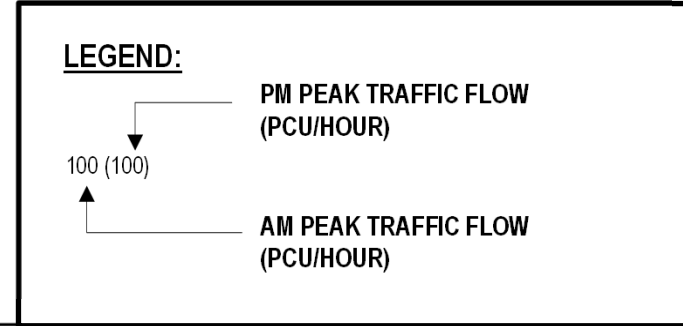 LEGEND:
PM PEAK TRAFFIC FLOW
(PCU/HOUR)
100 (100)
AM PEAK TRAFFIC FLOW
(PCU/HOUR)